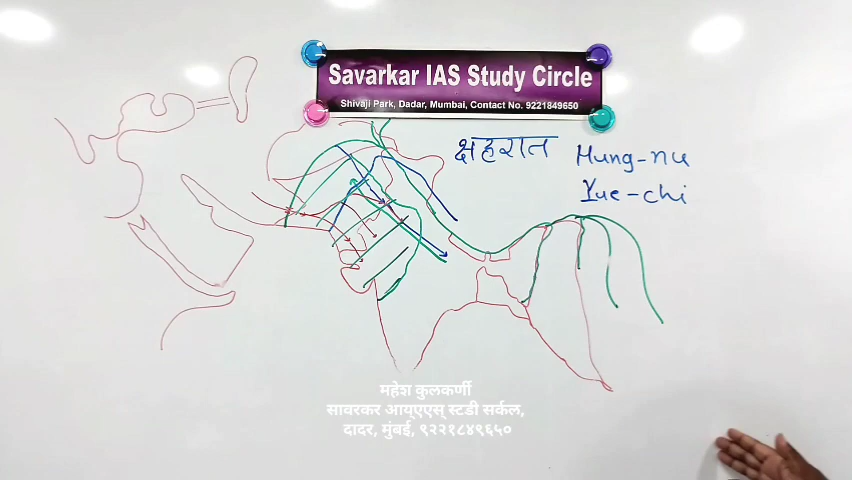 Savarkar IAS Study Circle
Shivaji Park, Dadar, Mumbai, Contact No. 9221849650
क्षहरात
Hung-nu
Yue-chi
महेश कुलकर्णी
सावरकर आय्एएस् स्टडी सर्कल,
दादर, मुंबई, ९२२१८४९६५०